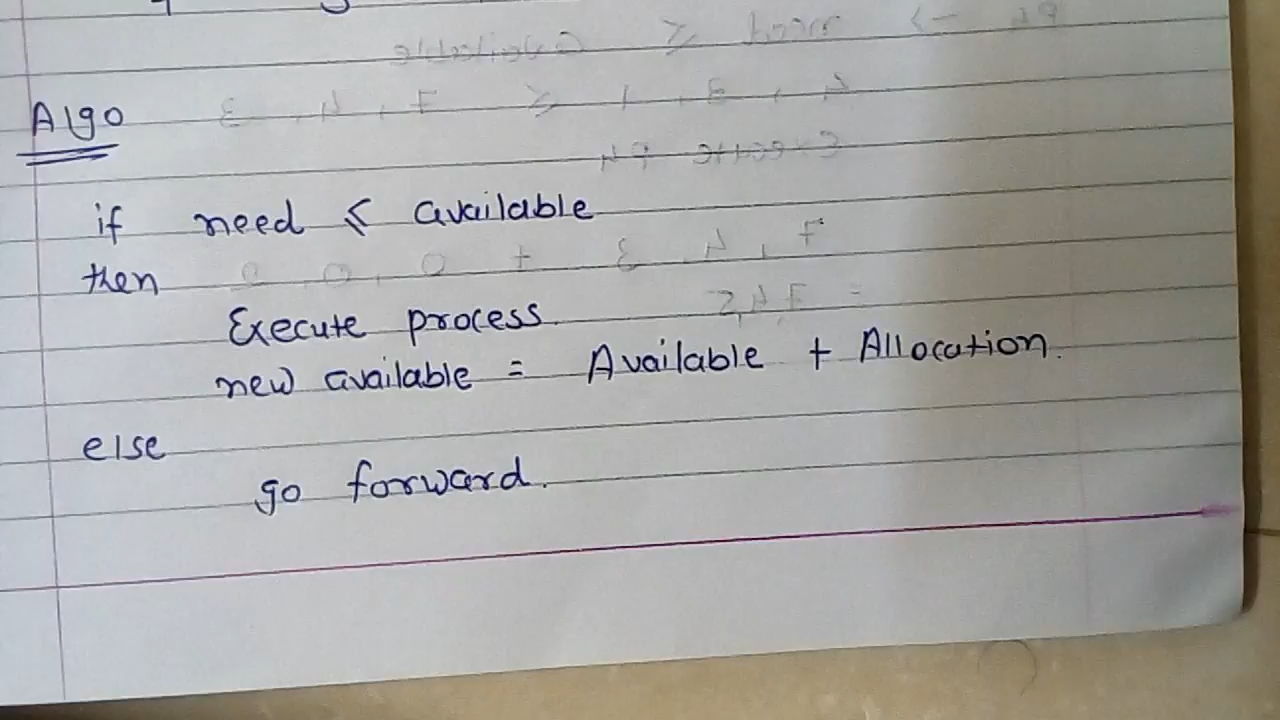 Algo
if need ≤ available
then
Execute process.
new available = Available + Allocation.
else
go forward.